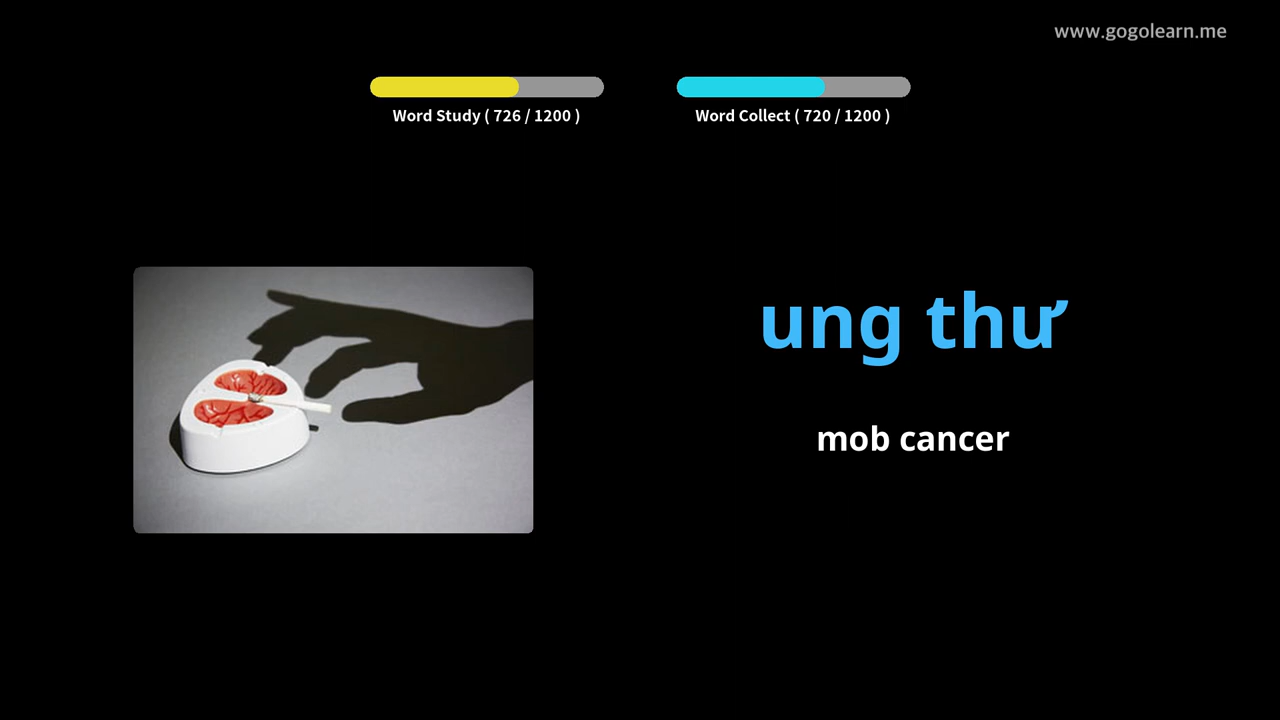 www.gogolearn.me
Word Study ( 726 / 1200 )
Word Collect ( 720 / 1200 )
ung thư
mob cancer